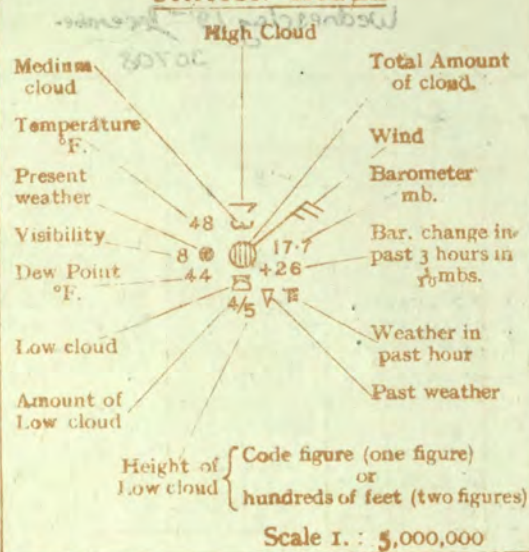 High Cloud
Medium
cloud
Total Amount
of cloud.
Temperature
°F.
Wind
Present
weather
Barometer
mb.
48
Visibility
8
17.7
Bar. change in
past 3 hours in
1/10 mbs.
Dew Point
°F.
44
+26
4/5
Low cloud
Weather in
past hour
Amount of
Low cloud
Past weather
Height of
Low cloud
Code figure (one figure)
or
hundreds of feet (two figures)
Scale 1. : 5,000,000